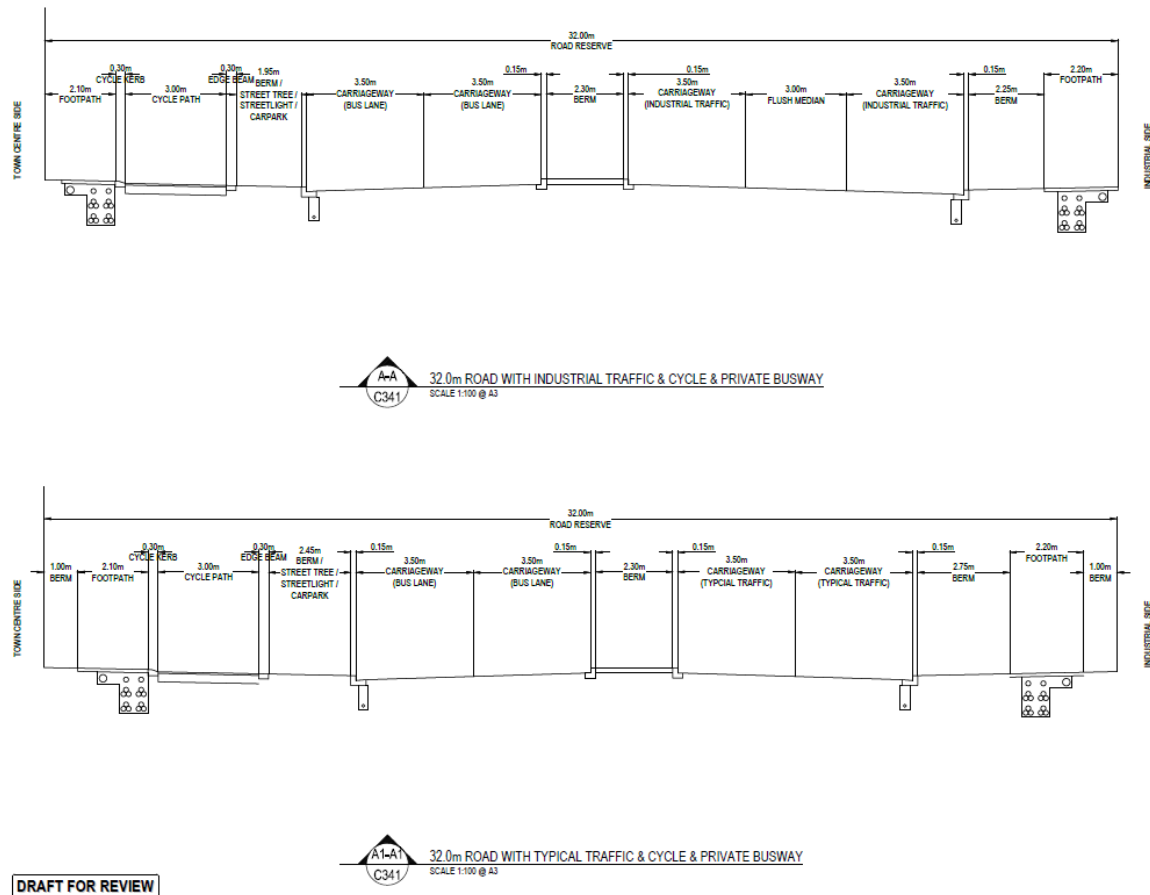 32.00m
ROAD RESERVE
0.30m
CYCLE KERB
0.30m
EDGE BEAM
1.95m
BERM /
STREET TREE /
STREETLIGHT /
CARPARK
2.10m
FOOTPATH
3.00m
CYCLE PATH
3.50m
CARRIAGEWAY
(BUS LANE)
3.50m
CARRIAGEWAY
(BUS LANE)
0.15m
2.30m
BERM
0.15m
3.50m
CARRIAGEWAY
(INDUSTRIAL TRAFFIC)
3.00m
FLUSH MEDIAN
3.50m
CARRIAGEWAY
(INDUSTRIAL TRAFFIC)
0.15m
2.25m
BERM
2.20m
FOOTPATH
TOWN CENTRE SIDE
INDUSTRIAL SIDE
A-A
C341
32.0m ROAD WITH INDUSTRIAL TRAFFIC & CYCLE & PRIVATE BUSWAY
SCALE 1:100 @ A3
32.00m
ROAD RESERVE
1.00m
BERM
2.10m
FOOTPATH
0.30m
CYCLE KERB
3.00m
CYCLE PATH
0.30m
EDGE BEAM
2.45m
BERM /
STREET TREE /
STREETLIGHT /
CARPARK
0.15m
3.50m
CARRIAGEWAY
(BUS LANE)
3.50m
CARRIAGEWAY
(BUS LANE)
0.15m
2.30m
BERM
0.15m
3.50m
CARRIAGEWAY
(TYPCIAL TRAFFIC)
3.50m
CARRIAGEWAY
(TYPICAL TRAFFIC)
0.15m
2.75m
BERM
2.20m
FOOTPATH
1.00m
BERM
TOWN CENTRE SIDE
INDUSTRIAL SIDE
A1-A1
C341
32.0m ROAD WITH TYPICAL TRAFFIC & CYCLE & PRIVATE BUSWAY
SCALE 1:100 @ A3
DRAFT FOR REVIEW